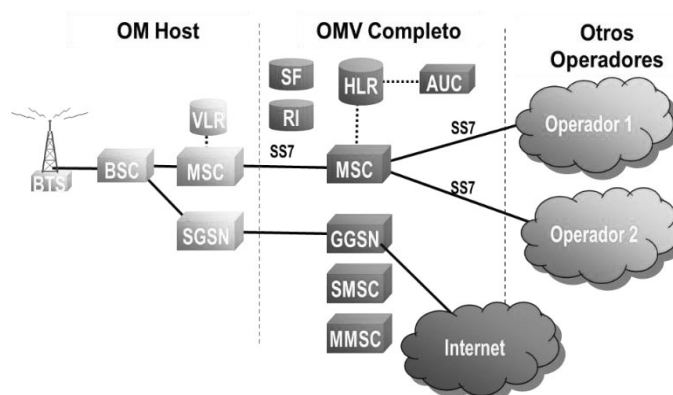 OM Host
OMV Completo
Otros
Operadores
SF
HLR
AUC
RI
VLR
Operador 1
BTS
BSC
MSC
SS7
MSC
SS7
SS7
Operador 2
SGSN
GGSN
SMSC
MMSC
Internet